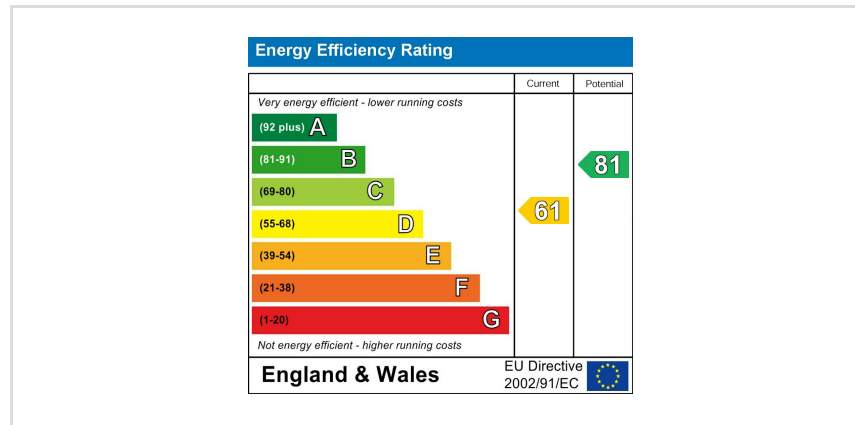 Energy Efficiency Rating
Current Potential
Very energy efficient - lower running costs
(92 plus) A
(81-91) B
81
(69-80) C
61
(55-68) D
(39-54) E
(21-38) F
(1-20) G
Not energy efficient - higher running costs
England & Wales
EU Directive
2002/91/EC